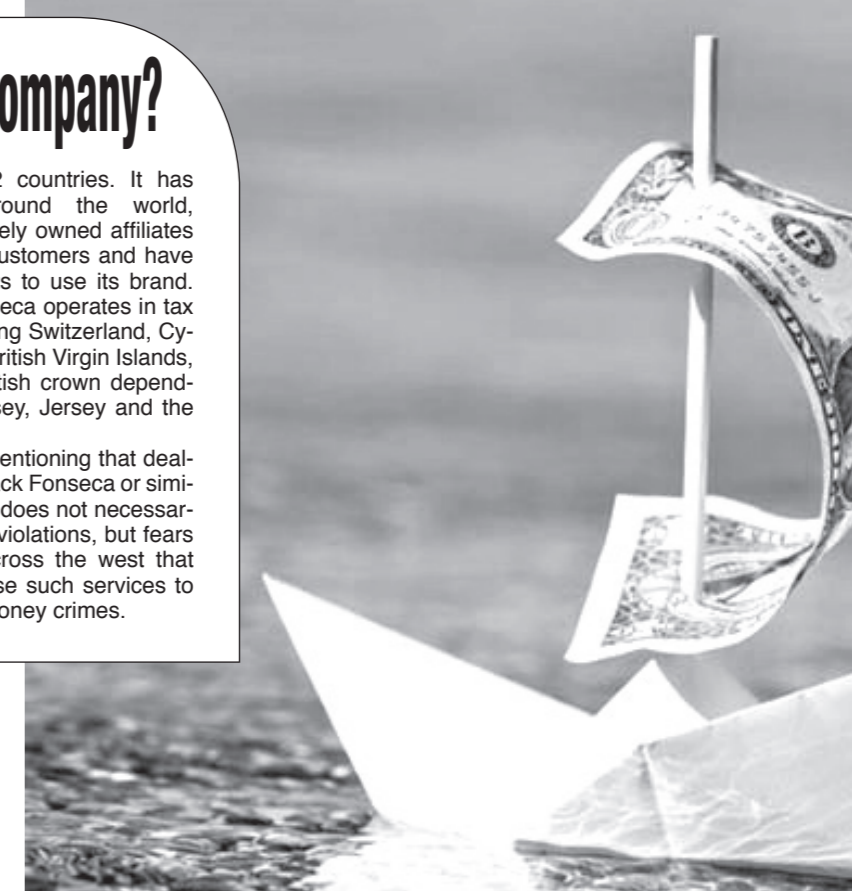 ompany?
2 countries. It has
round the world,
ely owned affiliates
ustomers and have
s to use its brand.
eca operates in tax
ng Switzerland, Cy-
ritish Virgin Islands,
tish crown depend-
sey, Jersey and the
entioning that deal-
ck Fonseca or simi-
does not necessar-
violations, but fears
cross the west that
se such services to
oney crimes.
B